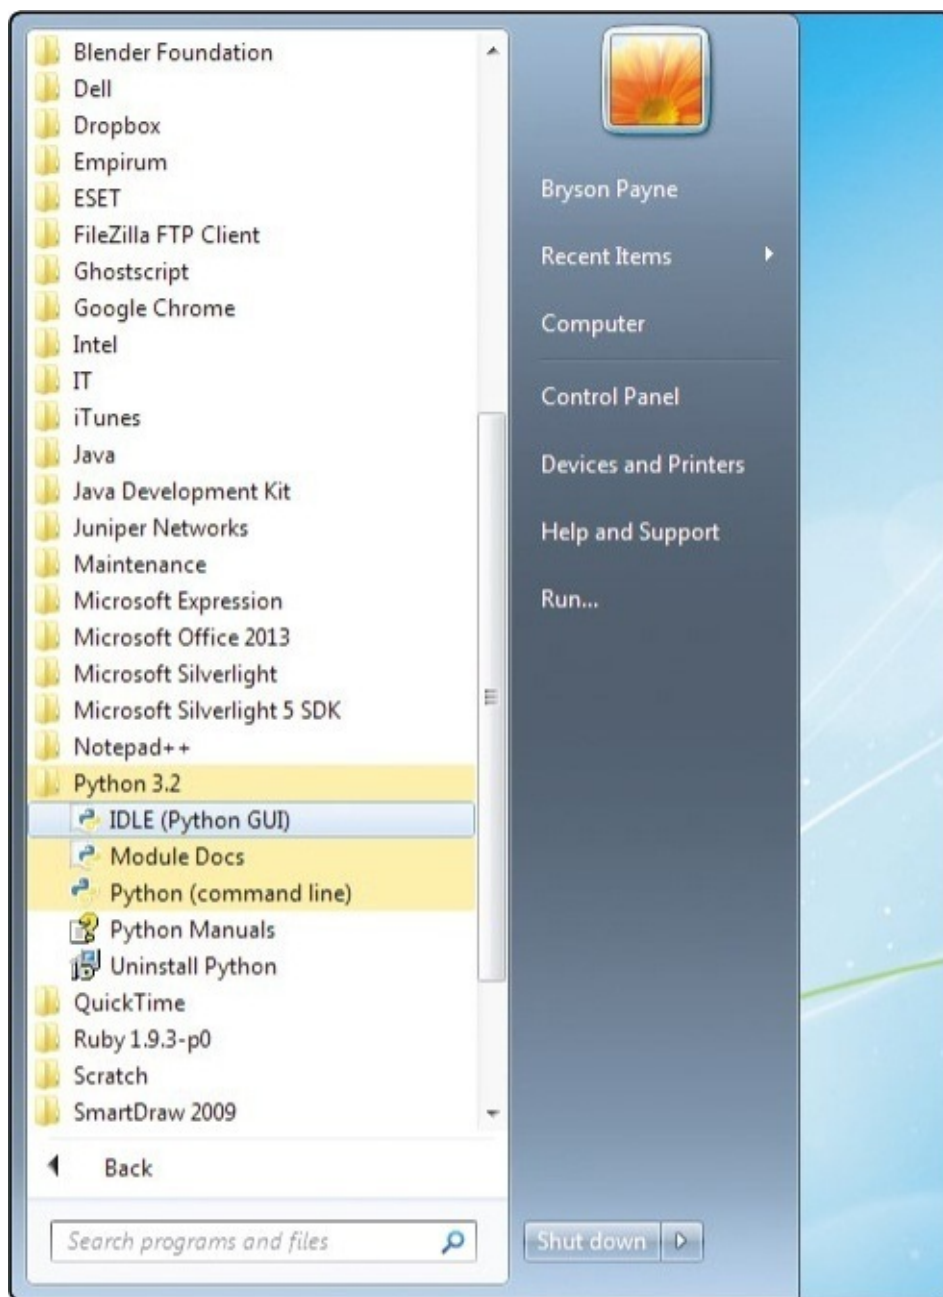 Blender Foundation
Dell
Dropbox
Empirum
ESET
FileZilla FTP Client
Ghostscript
Google Chrome
Intel
IT
iTunes
Java
Java Development Kit
Juniper Networks
Maintenance
Microsoft Expression
Microsoft Office 2013
Microsoft Silverlight
Microsoft Silverlight 5 SDK
Notepad++
Python 3.2
IDLE (Python GUI)
Module Docs
Python (command line)
Python Manuals
Uninstall Python
QuickTime
Ruby 1.9.3-p0
Scratch
SmartDraw 2009
Back
Search programs and files
Bryson Payne
Recent Items
Computer
Control Panel
Devices and Printers
Help and Support
Run...
Shut down